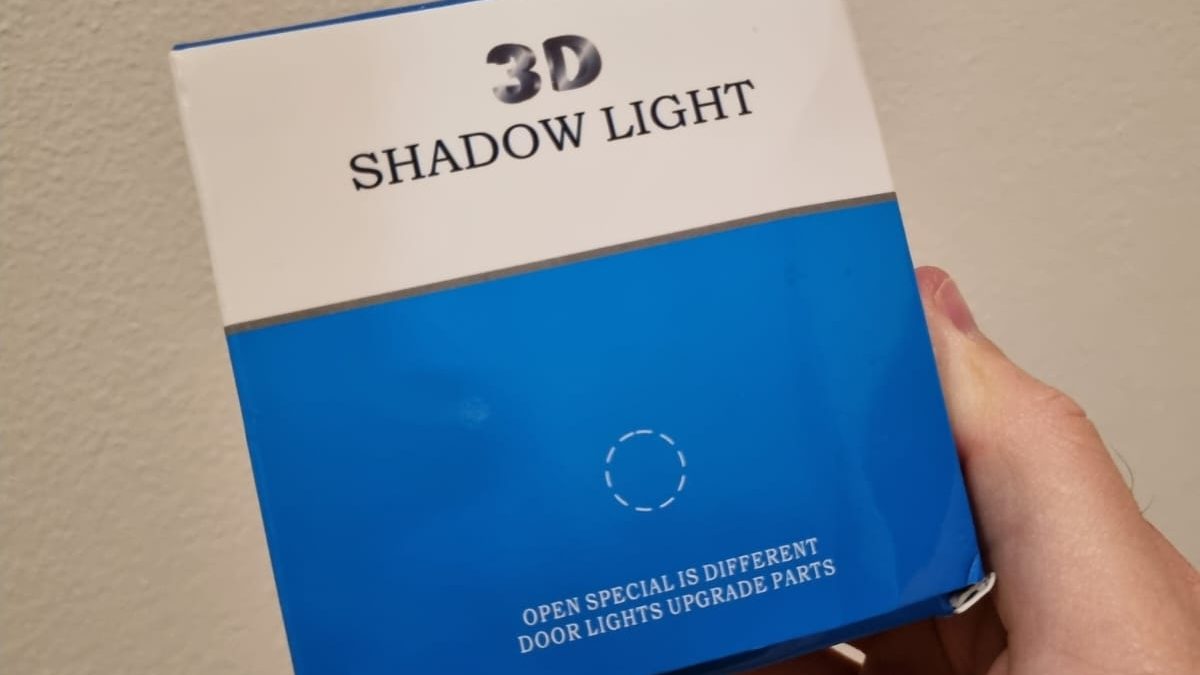 3D
SHADOW LIGHT
OPEN SPECIAL IS DIFFERENT
DOOR LIGHTS UPGRADE PARTS